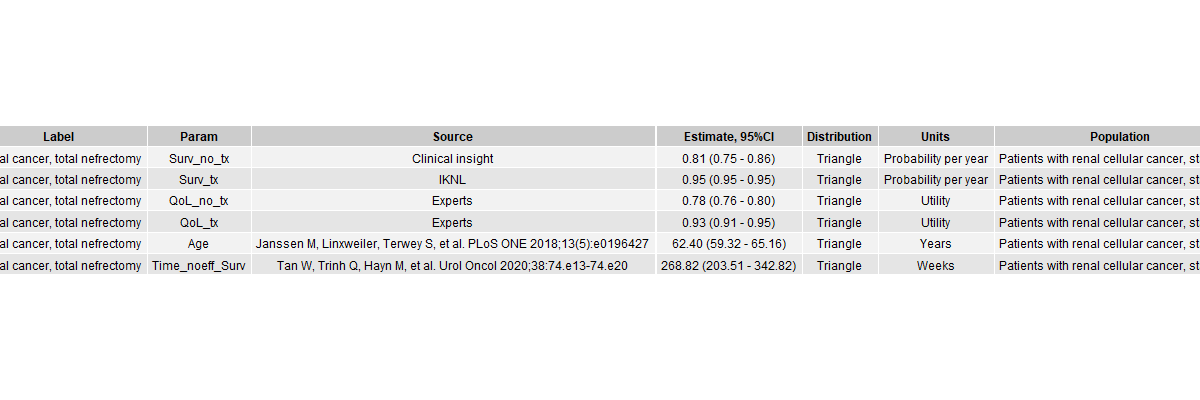 Label Param Source Estimate, 95%CI Distribution Units Population
al cancer, total nefrectomy Surv_no_tx Clinical insight 0.81 (0.75 - 0.86) Triangle Probability per year Patients with renal cellular cancer, st
al cancer, total nefrectomy Surv_tx IKNL 0.95 (0.95 - 0.95) Triangle Probability per year Patients with renal cellular cancer, st
al cancer, total nefrectomy QoL_no_tx Experts 0.78 (0.76 - 0.80) Triangle Utility Patients with renal cellular cancer, st
al cancer, total nefrectomy QoL_tx Experts 0.93 (0.91 - 0.95) Triangle Utility Patients with renal cellular cancer, st
al cancer, total nefrectomy Age Janssen M, Linxweiler, Terwey S, et al. PLoS ONE 2018;13(5):e0196427 62.40 (59.32 - 65.16) Triangle Years Patients with renal cellular cancer, st
al cancer, total nefrectomy Time_noeff_Surv Tan W, Trinh Q, Hayn M, et al. Urol Oncol 2020;38:74.e13-74.e20 268.82 (203.51 - 342.82) Triangle Weeks Patients with renal cellular cancer, st